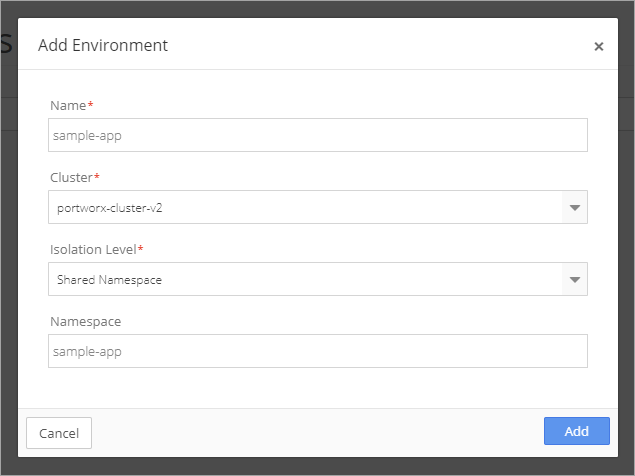 s
Add Environment
×
Name*
sample-app
Cluster*
portworx-cluster-v2
Isolation Level*
Shared Namespace
Namespace
sample-app
Cancel
Add